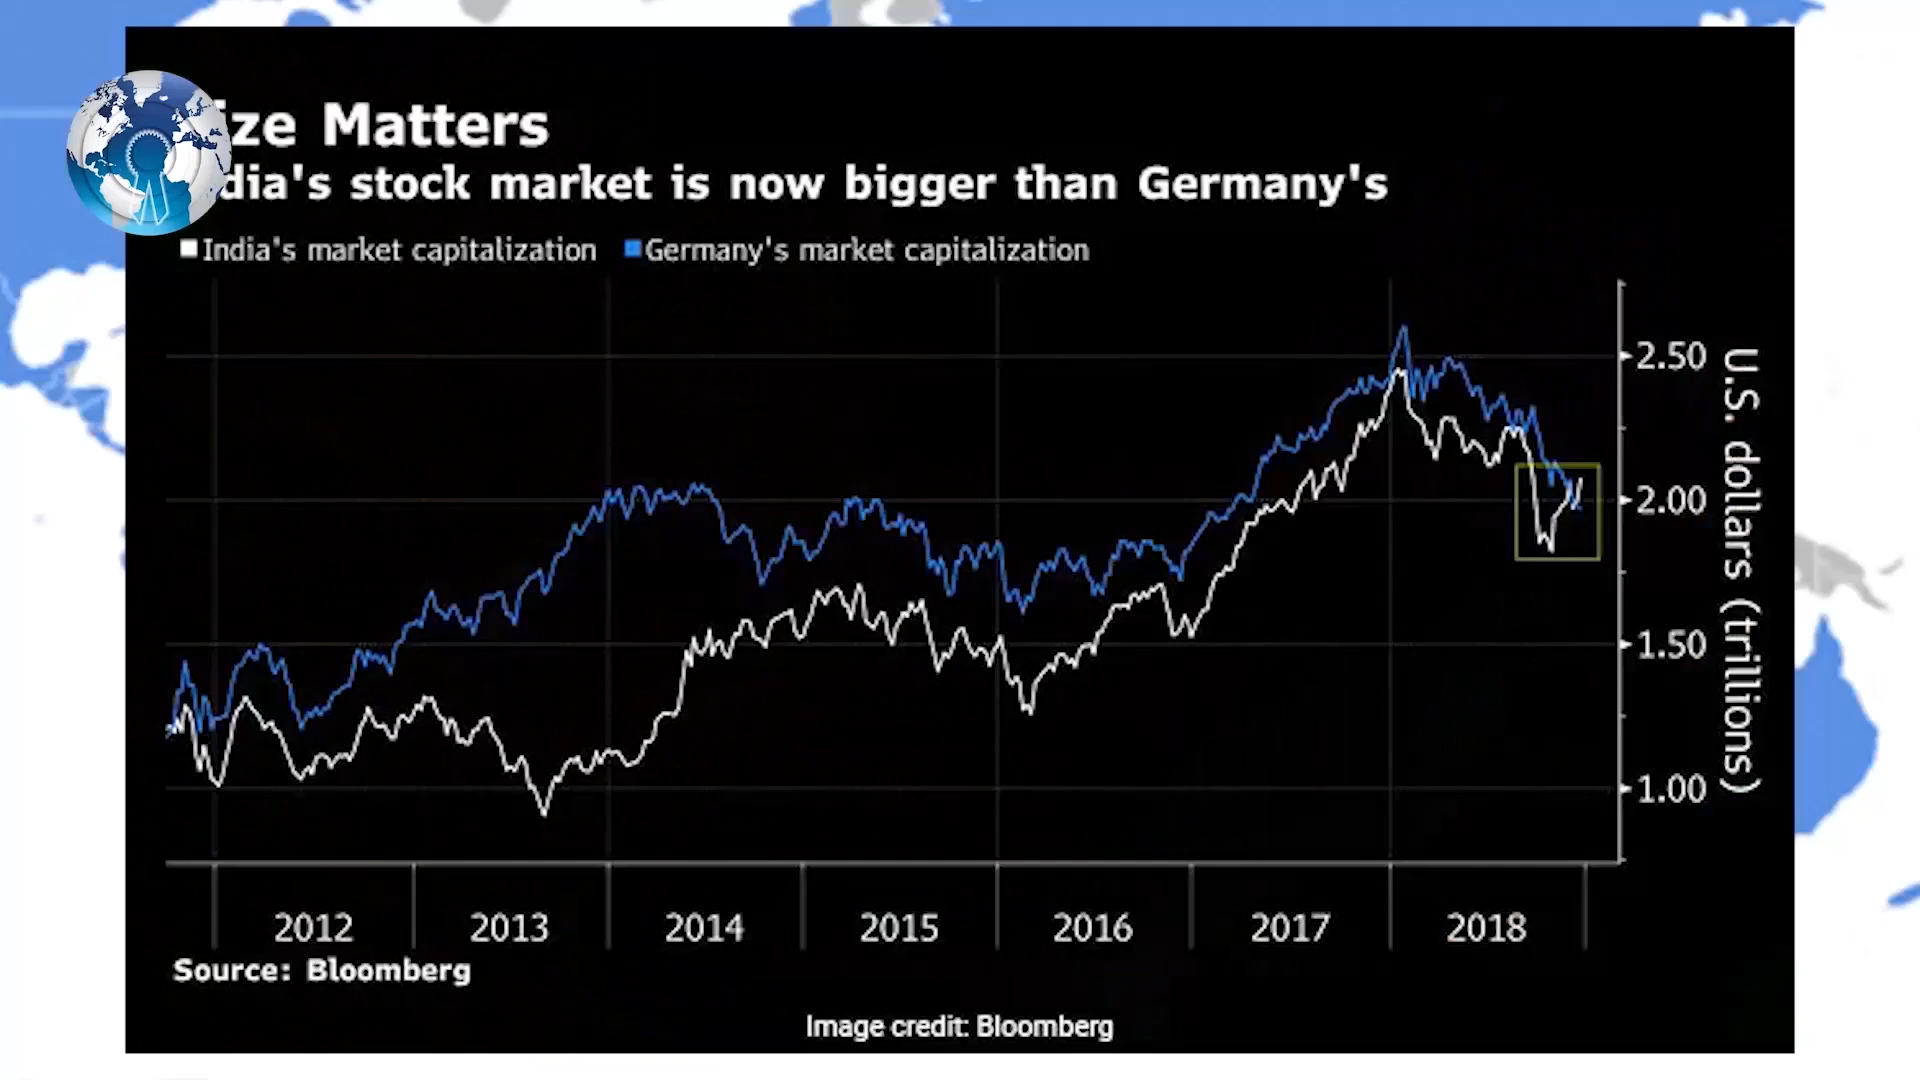 ize Matters
dia's stock market is now bigger than Germany's
India's market capitalization Germany's market capitalization
2.50
2.00
1.50
1.00
U.S. dollars (trillions)
2012 2013 2014 2015 2016 2017 2018
Source: Bloomberg
Image credit: Bloomberg